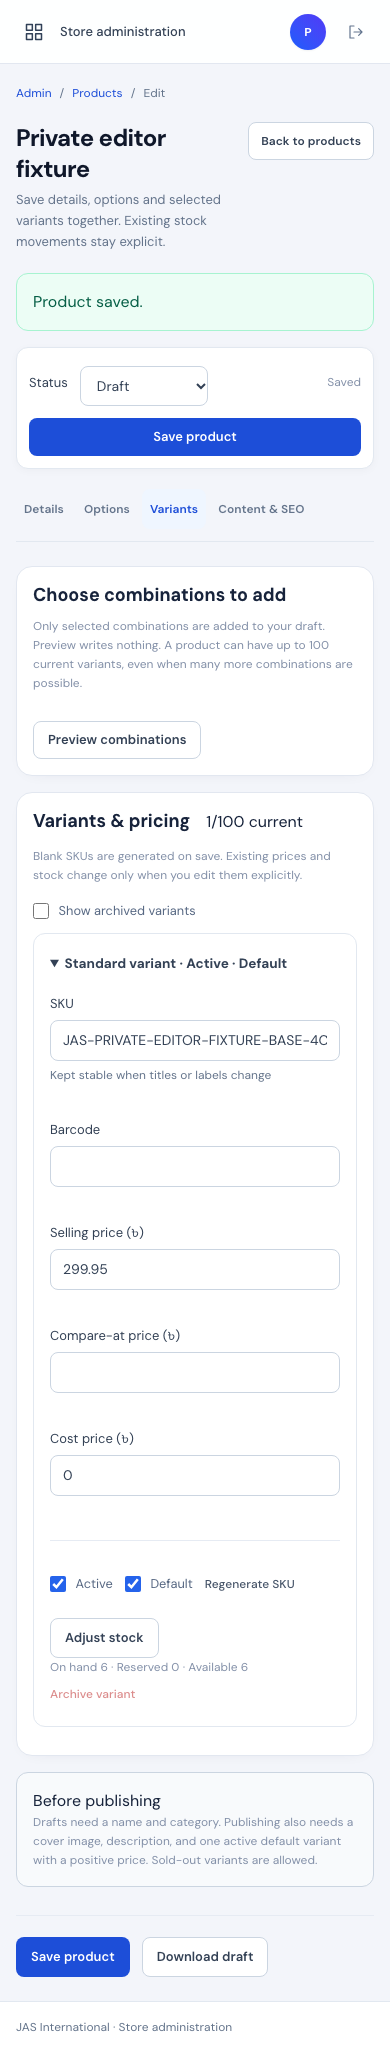 Store administration
P
Admin / Products / Edit
Private editor
fixture
Back to products
Save details, options and selected
variants together. Existing stock
movements stay explicit.
Product saved.
Status
Draft
Saved
Save product
Details Options Variants Content & SEO
Choose combinations to add
Only selected combinations are added to your draft.
Preview writes nothing. A product can have up to 100
current variants, even when many more combinations are
possible.
Preview combinations
Variants & pricing 1/100 current
Blank SKUs are generated on save. Existing prices and
stock change only when you edit them explicitly.
Show archived variants
Standard variant · Active · Default
SKU
JAS-PRIVATE-EDITOR-FIXTURE-BASE-4C
Kept stable when titles or labels change
Barcode
Selling price (৳)
299.95
Compare-at price (৳)
Cost price (৳)
0
Active Default Regenerate SKU
Adjust stock
On hand 6 · Reserved 0 · Available 6
Archive variant
Before publishing
Drafts need a name and category. Publishing also needs a
cover image, description, and one active default variant
with a positive price. Sold-out variants are allowed.
Save product Download draft
JAS International · Store administration